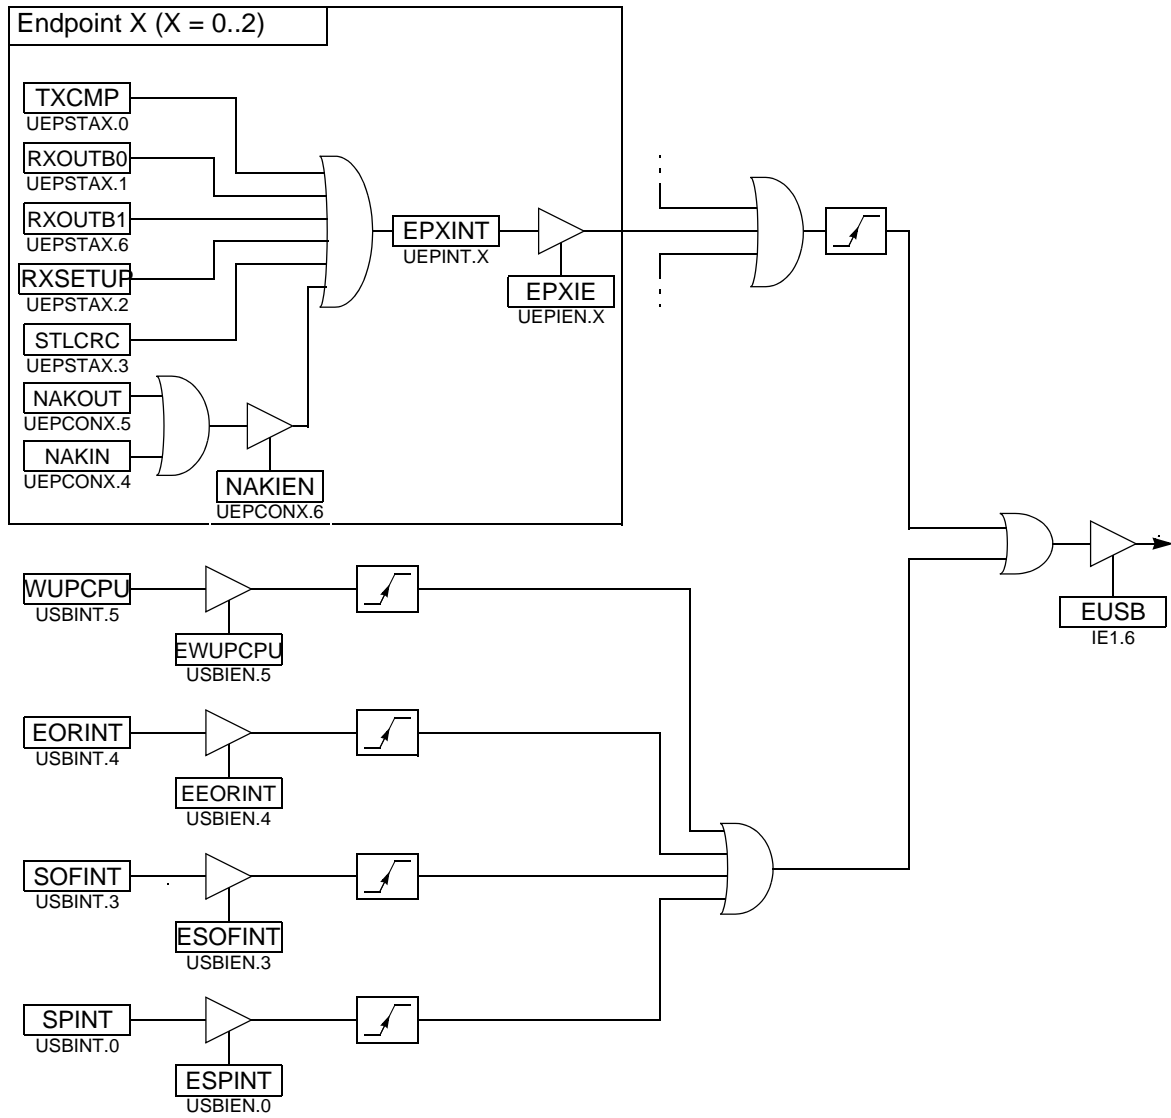 Endpoint X (X = 0..2)
TXCMP
UEPSTAX.0
RXOUTB0
UEPSTAX.1
RXOUTB1
UEPSTAX.6
RXSETUP
UEPSTAX.2
STLCRC
UEPSTAX.3
NAKOUT
UEPCONX.5
NAKIN
UEPCONX.4
NAKIEN
UEPCONX.6
EPXINT
UEPINT.X
EPXIE
UEPIEN.X
WUPCPU
USBINT.5
EWUPCPU
USBIEN.5
EUSB
IE1.6
EORINT
USBINT.4
EEORINT
USBIEN.4
SOFINT
USBINT.3
ESOFINT
USBIEN.3
SPINT
USBINT.0
ESPINT
USBIEN.0